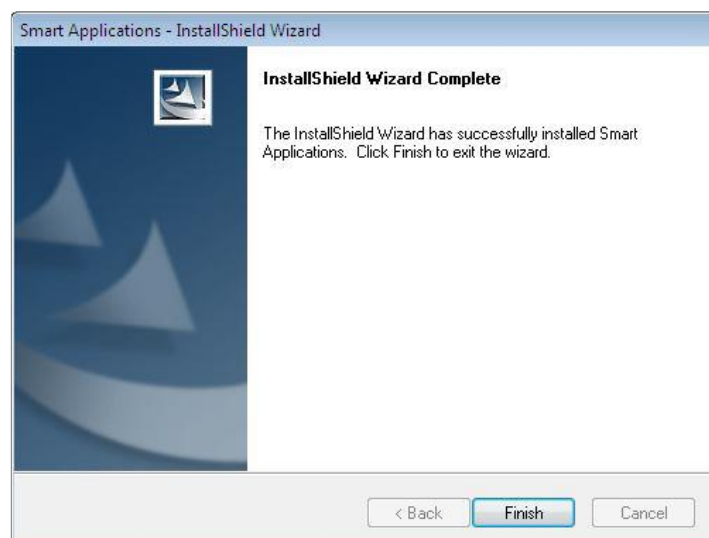 Smart Applications - InstallShield Wizard
InstallShield Wizard Complete
The InstallShield Wizard has successfully installed Smart
Applications. Click Finish to exit the wizard.
< Back
Finish
Cancel